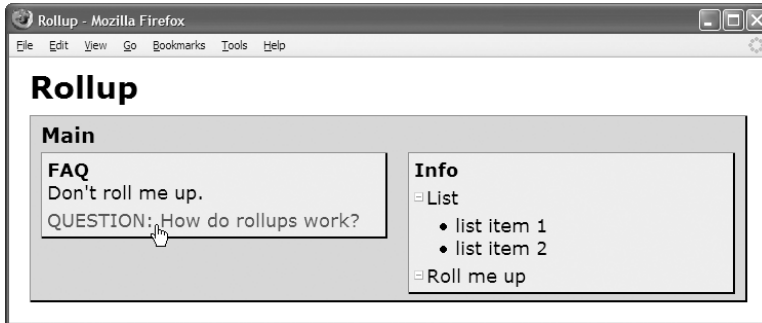 Rollup - Mozilla Firefox
File Edit View Go Bookmarks Tools Help
Rollup
Main
FAQ
Don't roll me up.
QUESTION: How do rollups work?
Info
List
• list item 1
• list item 2
Roll me up